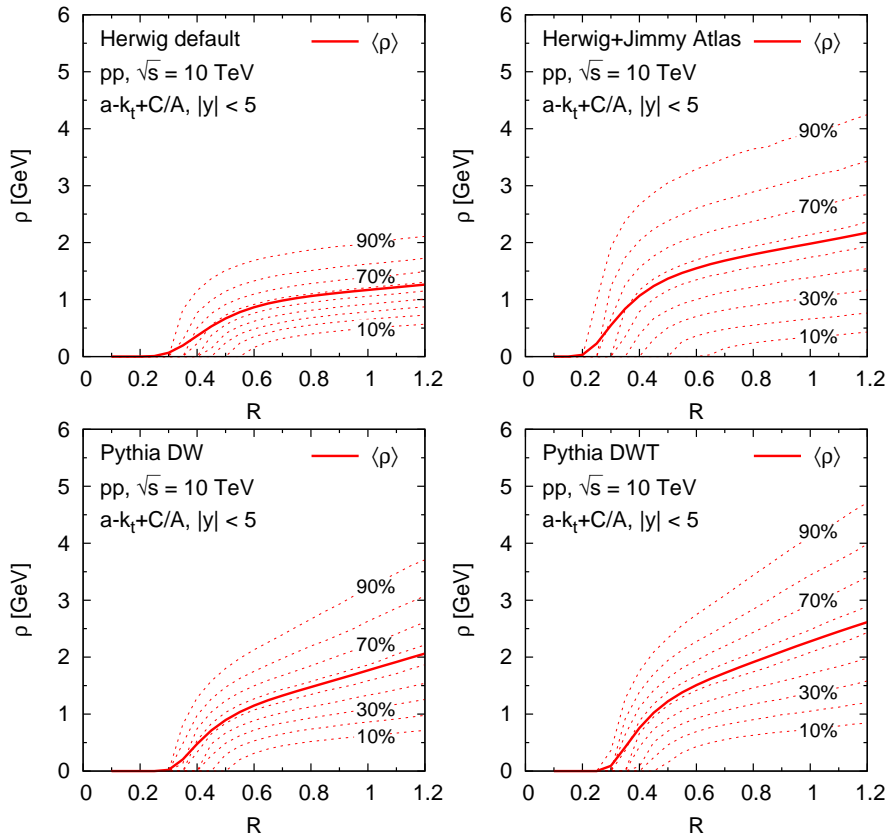 Herwig default
⟨ρ⟩
pp, √s = 10 TeV
a-kt+C/A, |y| < 5
90%
70%
10%
ρ [GeV]
0
1
2
3
4
5
6
0 0.2 0.4 0.6 0.8 1 1.2
R
Herwig+Jimmy Atlas
⟨ρ⟩
pp, √s = 10 TeV
a-kt+C/A, |y| < 5
90%
70%
30%
10%
ρ [GeV]
0
1
2
3
4
5
6
0 0.2 0.4 0.6 0.8 1 1.2
R
Pythia DW
⟨ρ⟩
pp, √s = 10 TeV
a-kt+C/A, |y| < 5
90%
70%
30%
10%
ρ [GeV]
0
1
2
3
4
5
6
0 0.2 0.4 0.6 0.8 1 1.2
R
Pythia DWT
⟨ρ⟩
pp, √s = 10 TeV
a-kt+C/A, |y| < 5
90%
70%
30%
10%
ρ [GeV]
0
1
2
3
4
5
6
0 0.2 0.4 0.6 0.8 1 1.2
R